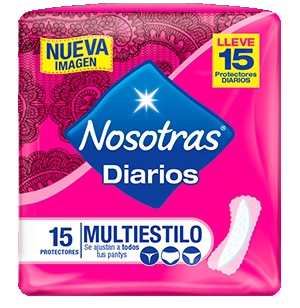 NUEVA
IMAGEN
LLEVE
15
Protectores
DIARIOS
Nosotras
Diarios
15
PROTECTORES
MULTIESTILO
Se ajustan a todos
tus pantys